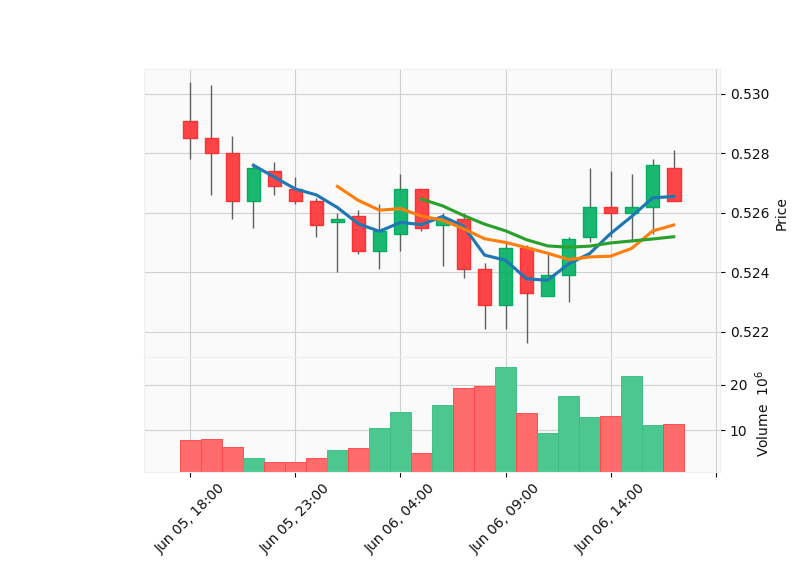 0.530
0.528
0.526
0.524
0.522
Price
20
10
Volume 10^6
Jun 05, 18:00
Jun 05, 23:00
Jun 06, 04:00
Jun 06, 09:00
Jun 06, 14:00